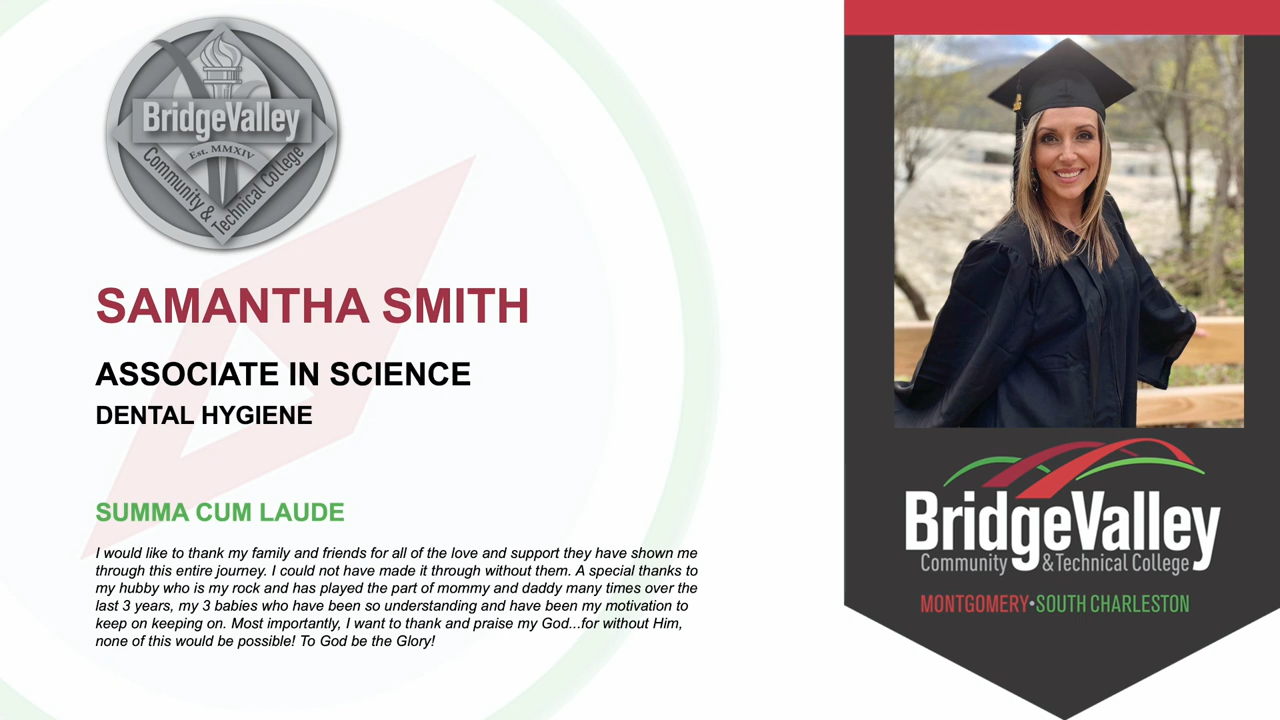 BridgeValley
Est. MMXIV
Community & Technical College
SAMANTHA SMITH
ASSOCIATE IN SCIENCE
DENTAL HYGIENE
SUMMA CUM LAUDE
I would like to thank my family and friends for all of the love and support they have shown me
through this entire journey. I could not have made it through without them. A special thanks to
my hubby who is my rock and has played the part of mommy and daddy many times over the
last 3 years, my 3 babies who have been so understanding and have been my motivation to
keep on keeping on. Most importantly, I want to thank and praise my God...for without Him,
none of this would be possible! To God be the Glory!
BridgeValley
Community & Technical College
MONTGOMERY•SOUTH CHARLESTON